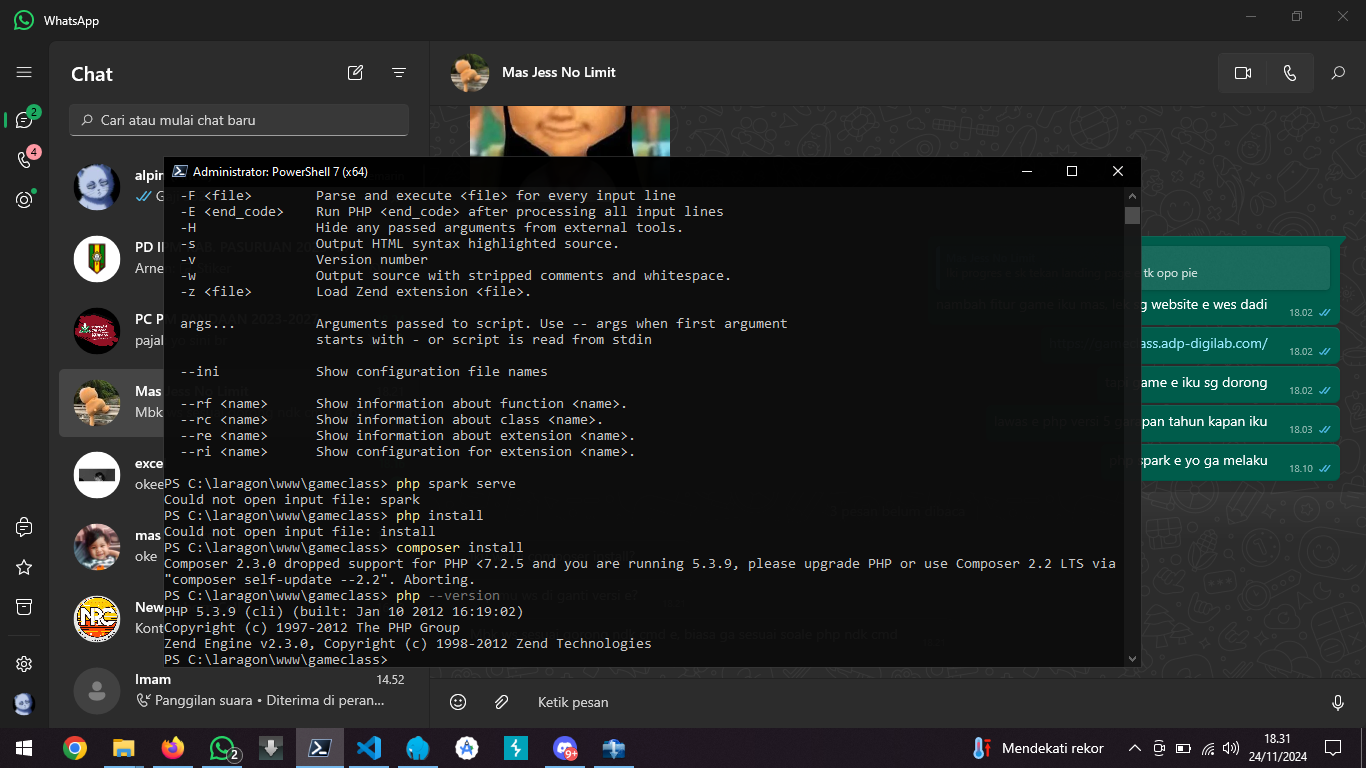 WhatsApp
Chat
Cari atau mulai chat baru
2
4
alpin
PD I
PC P
pajal
Mas
Mbk
exce
okee
mas
oke
New
Kont
Imam
14.52
Panggilan suara • Diterima di peran...
Mas Jess No Limit
tk opo pie
g website e wes dadi
18.02
ass.adp-digilab.com/
18.02
ame e iku sg dorong
18.02
pan tahun kapan iku
18.03
spark e yo ga melaku
18.10
Ketik pesan
Administrator: PowerShell 7 (x64)
-F <file> Parse and execute <file> for every input line
-E <end_code> Run PHP <end_code> after processing all input lines
-H Hide any passed arguments from external tools.
-s Output HTML syntax highlighted source.
-v Version number
-w Output source with stripped comments and whitespace.
-z <file> Load Zend extension <file>.
args... Arguments passed to script. Use -- args when first argument
starts with - or script is read from stdin
--ini Show configuration file names
--rf <name> Show information about function <name>.
--rc <name> Show information about class <name>.
--re <name> Show information about extension <name>.
--ri <name> Show configuration for extension <name>.
PS C:\laragon\www\gameclass> php spark serve
Could not open input file: spark
PS C:\laragon\www\gameclass> php install
Could not open input file: install
PS C:\laragon\www\gameclass> composer install
Composer 2.3.0 dropped support for PHP <7.2.5 and you are running 5.3.9, please upgrade PHP or use Composer 2.2 LTS via
"composer self-update --2.2". Aborting.
PS C:\laragon\www\gameclass> php --version
PHP 5.3.9 (cli) (built: Jan 10 2012 16:19:02)
Copyright (c) 1997-2012 The PHP Group
Zend Engine v2.3.0, Copyright (c) 1998-2012 Zend Technologies
PS C:\laragon\www\gameclass>
2
9+
Mendekati rekor
18.31
24/11/2024